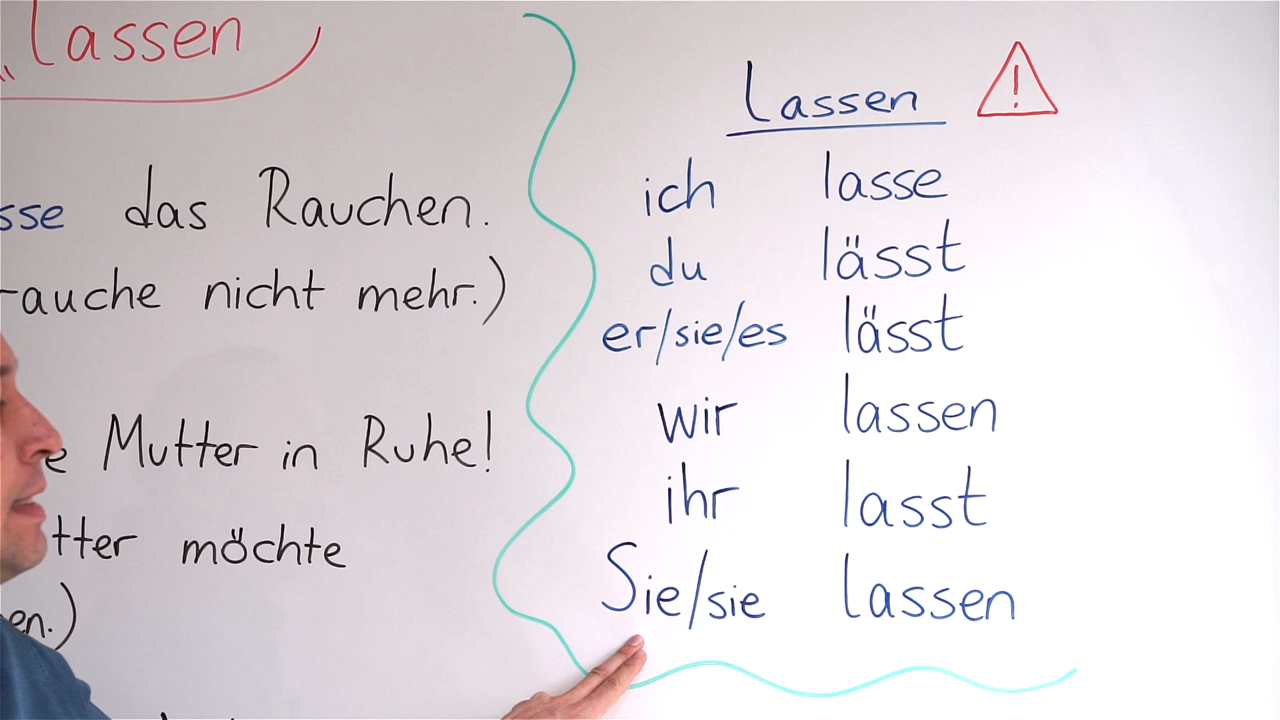 „lassen
sse das Rauchen.
rauche nicht mehr.)
e Mutter in Ruhe!
tter möchte
en.)
Lassen !
ich lasse
du lässt
er/sie/es lässt
wir lassen
ihr lasst
Sie/sie lassen